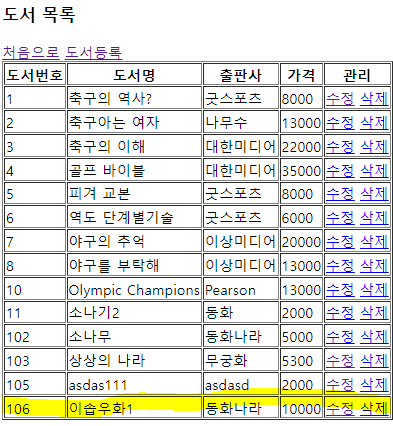 도서 목록
처음으로 도서등록
도서번호 도서명 출판사 가격 관리
1 축구의 역사? 굿스포츠 8000 수정 삭제
2 축구아는 여자 나무수 13000 수정 삭제
3 축구의 이해 대한미디어 22000 수정 삭제
4 골프 바이블 대한미디어 35000 수정 삭제
5 피겨 교본 굿스포츠 8000 수정 삭제
6 역도 단계별기술 굿스포츠 6000 수정 삭제
7 야구의 추억 이상미디어 20000 수정 삭제
8 야구를 부탁해 이상미디어 13000 수정 삭제
10 Olympic Champions Pearson 13000 수정 삭제
11 소나기2 동화 2000 수정 삭제
102 소나무 동화나라 5000 수정 삭제
103 상상의 나라 무궁화 5300 수정 삭제
105 asdas111 asdasd 2000 수정 삭제
106 이솝우화1 동화나라 10000 수정 삭제